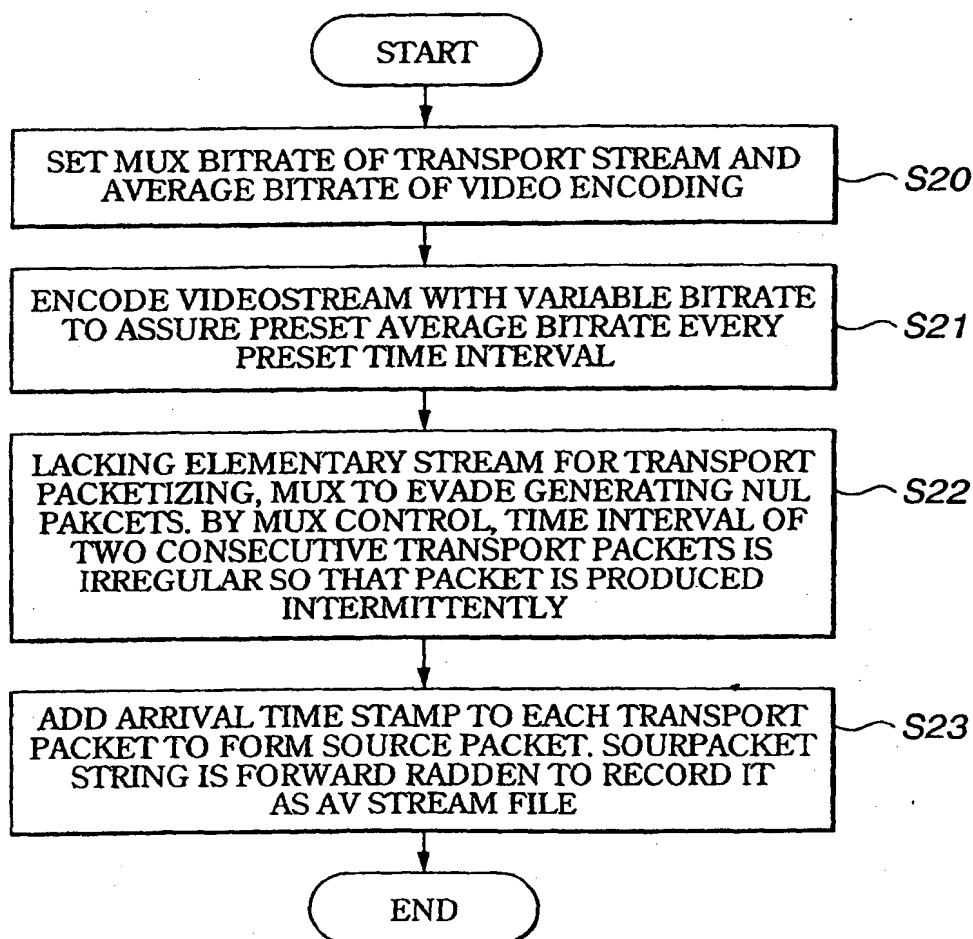 START
SET MUX BITRATE OF TRANSPORT STREAM AND
AVERAGE BITRATE OF VIDEO ENCODING
S20
ENCODE VIDEOSTREAM WITH VARIABLE BITRATE
TO ASSURE PRESET AVERAGE BITRATE EVERY
PRESET TIME INTERVAL
S21
LACKING ELEMENTARY STREAM FOR TRANSPORT
PACKETIZING, MUX TO EVADE GENERATING NUL
PAKCETS. BY MUX CONTROL, TIME INTERVAL OF
TWO CONSECUTIVE TRANSPORT PACKETS IS
IRREGULAR SO THAT PACKET IS PRODUCED
INTERMITTENTLY
S22
ADD ARRIVAL TIME STAMP TO EACH TRANSPORT
PACKET TO FORM SOURCE PACKET. SOURPACKET
STRING IS FORWARD RADDEN TO RECORD IT
AS AV STREAM FILE
S23
END